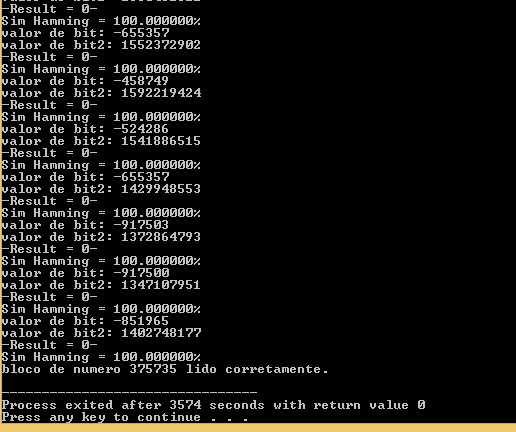 -Result = 0-
Sim Hamming = 100.000000%
valor de bit: -655357
valor de bit2: 1552372902
-Result = 0-
Sim Hamming = 100.000000%
valor de bit: -458749
valor de bit2: 1592219424
-Result = 0-
Sim Hamming = 100.000000%
valor de bit: -524286
valor de bit2: 1541886515
-Result = 0-
Sim Hamming = 100.000000%
valor de bit: -655357
valor de bit2: 1429948553
-Result = 0-
Sim Hamming = 100.000000%
valor de bit: -917503
valor de bit2: 1372864793
-Result = 0-
Sim Hamming = 100.000000%
valor de bit: -917500
valor de bit2: 1347107951
-Result = 0-
Sim Hamming = 100.000000%
valor de bit: -851965
valor de bit2: 1402748177
-Result = 0-
Sim Hamming = 100.000000%
bloco de numero 375735 lido corretamente.
--------------------------------
Process exited after 3574 seconds with return value 0
Press any key to continue . . .